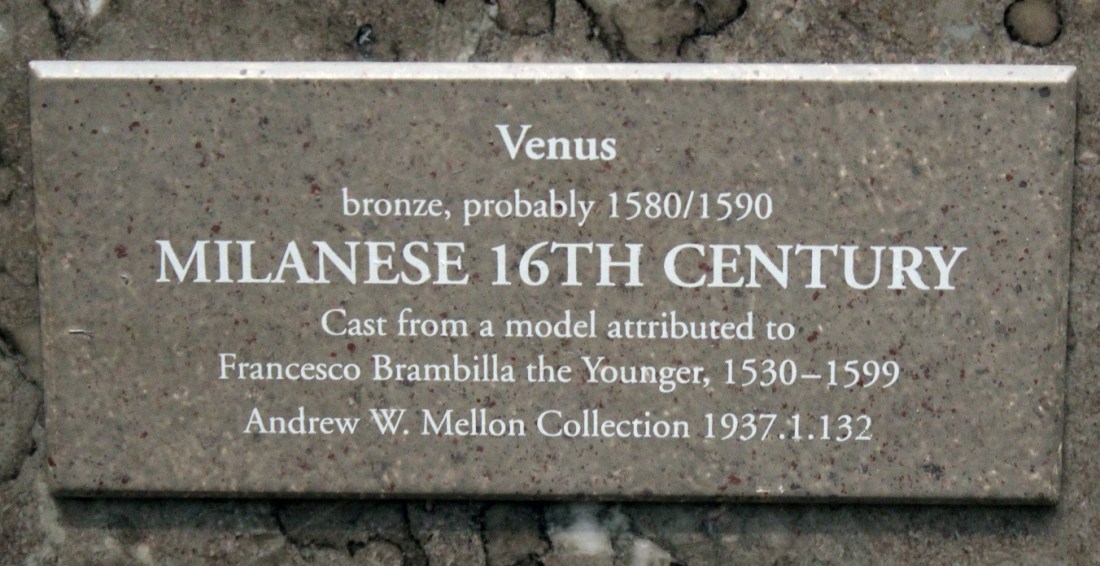 Venus
bronze, probably 1580/1590
MILANESE 16TH CENTURY
Cast from a model attributed to
Francesco Brambilla the Younger, 1530–1599
Andrew W. Mellon Collection 1937.1.132